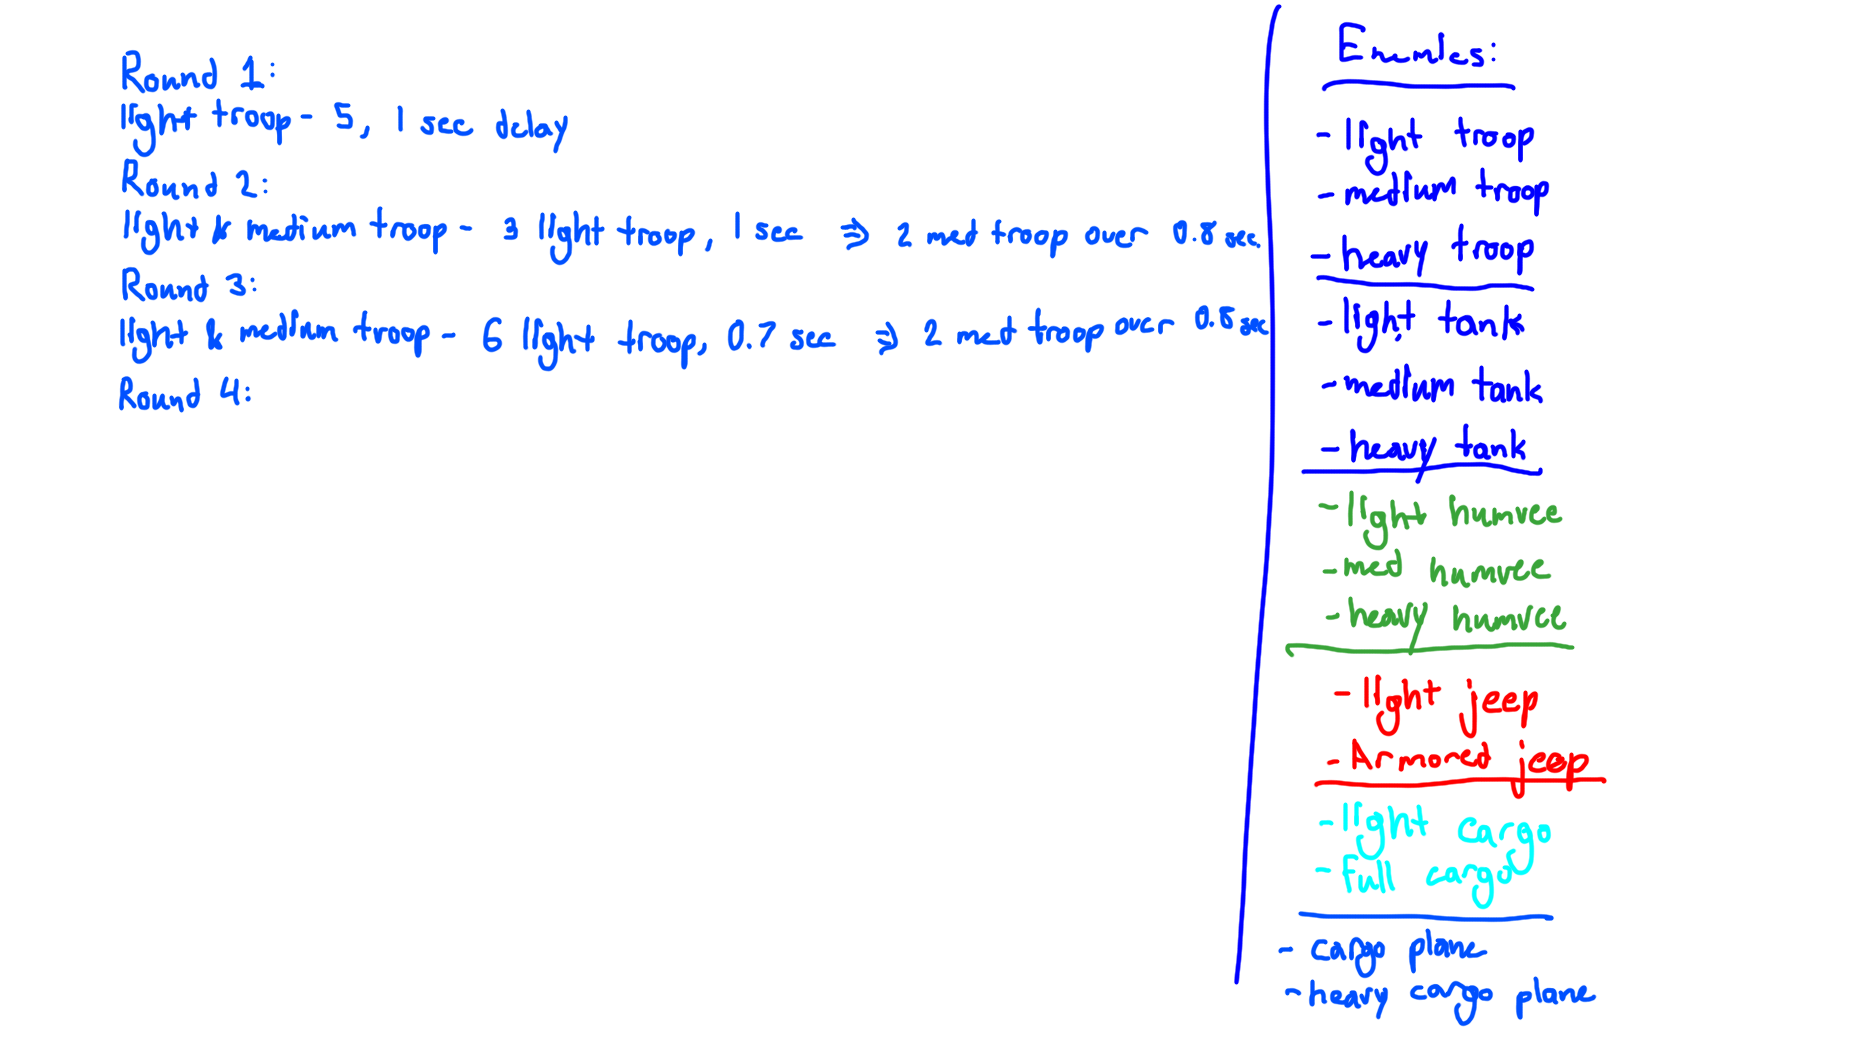 Round 1:
light troop - 5, 1 sec delay
Round 2:
light & medium troop - 3 light troop, 1 sec ⇒ 2 med troop over 0.8 sec.
Round 3:
light & medium troop - 6 light troop, 0.7 sec ⇒ 2 med troop over 0.8 sec
Round 4:
Enemies:
- light troop
- medium troop
- heavy troop
- light tank
- medium tank
- heavy tank
- light humvee
- med humvee
- heavy humvee
- light jeep
- Armored jeep
- light cargo
- full cargo
- cargo plane
- heavy cargo plane